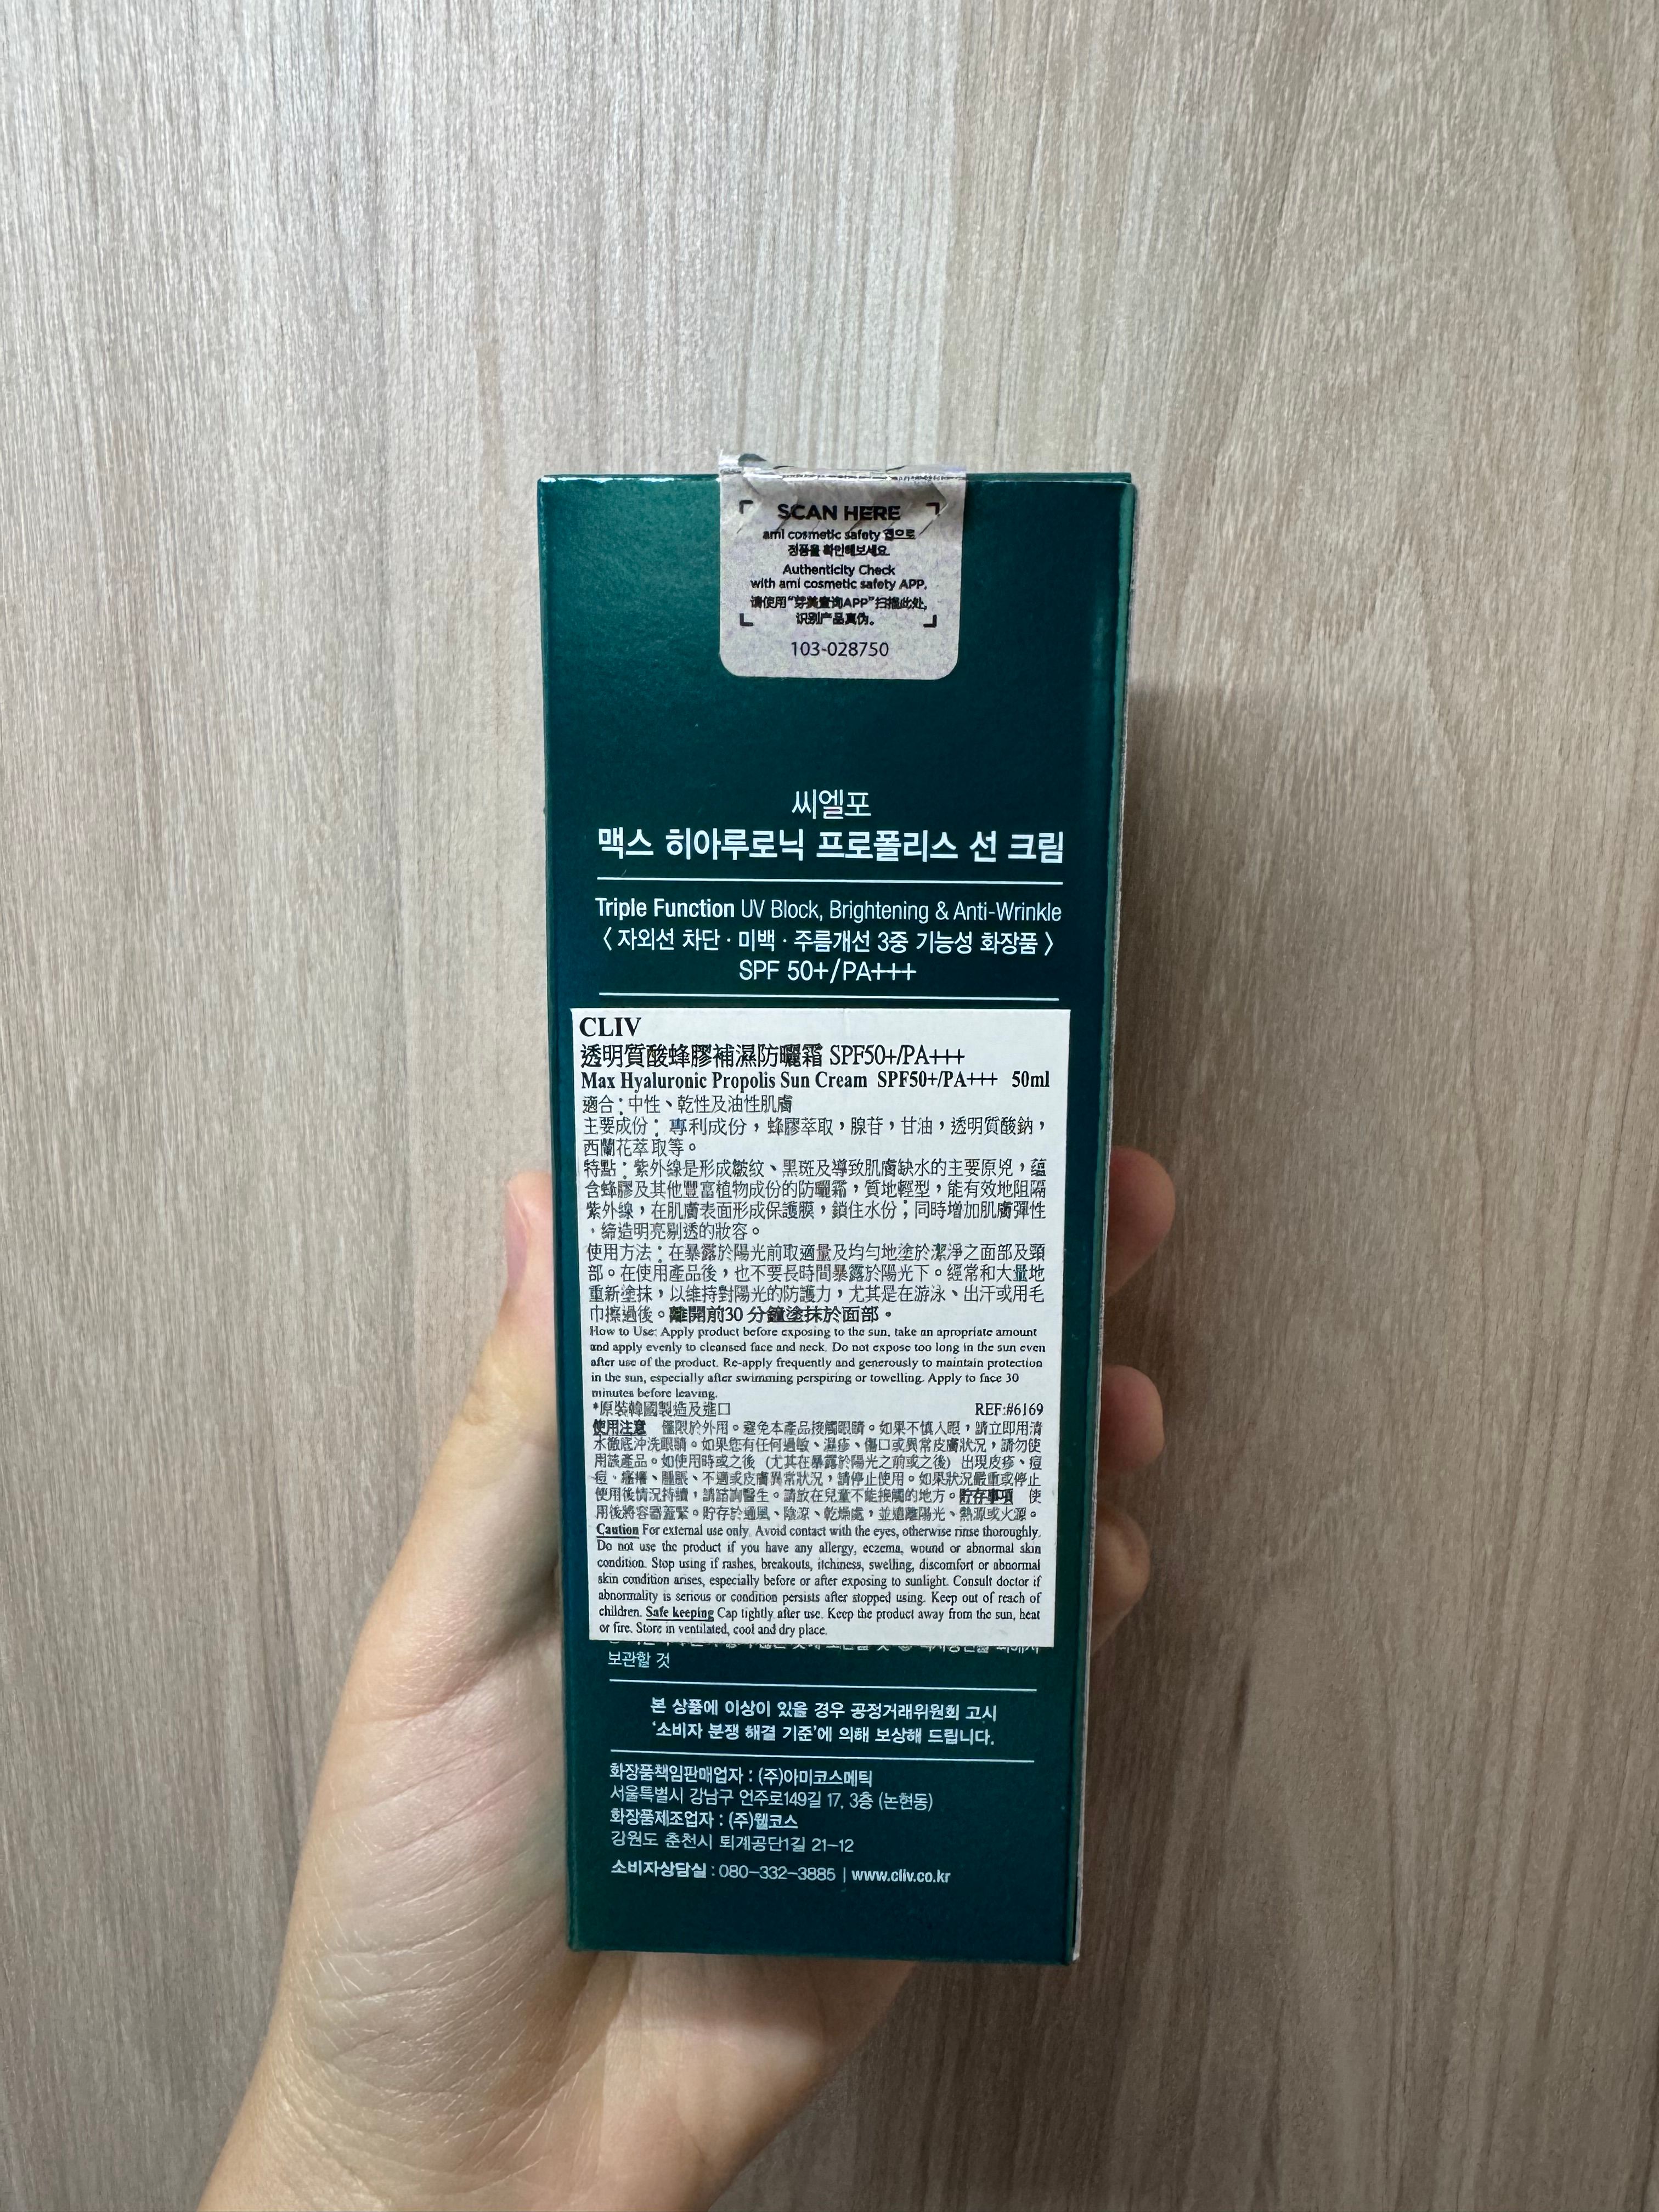 SCAN HERE
ami cosmetic safety 앱으로
정품을 확인해보세요.
Authenticity Check
with ami cosmetic safety APP.
请使用“芽美查询APP”扫描此处,
识别产品真伪。
103-028750
씨엘포
맥스 히아루로닉 프로폴리스 선 크림
Triple Function UV Block, Brightening & Anti-Wrinkle
〈 자외선 차단 · 미백 · 주름개선 3중 기능성 화장품 〉
SPF 50+/PA+++
CLIV
透明質酸蜂膠補濕防曬霜 SPF50+/PA+++
Max Hyaluronic Propolis Sun Cream SPF50+/PA+++ 50ml
適合：中性、乾性及油性肌膚
主要成份：專利成份，蜂膠萃取，腺苷，甘油，透明質酸鈉，
西蘭花萃取等。
特點：紫外線是形成皺紋、黑斑及導致肌膚缺水的主要原兇，蘊
含蜂膠及其他豐富植物成份的防曬霜，質地輕型，能有效地阻隔
紫外線，在肌膚表面形成保護膜，鎖住水份；同時增加肌膚彈性
，締造明亮剔透的妝容。
使用方法：在暴露於陽光前取適量及均勻地塗於潔淨之面部及頸
部。在使用產品後，也不要長時間暴露於陽光下。經常和大量地
重新塗抹，以維持對陽光的防護力，尤其是在游泳、出汗或用毛
巾擦過後。離開前30 分鐘塗抹於面部。
How to Use: Apply product before exposing to the sun, take an apropriate amount
and apply evenly to cleansed face and neck. Do not expose too long in the sun even
after use of the product. Re-apply frequently and generously to maintain protection
in the sun, especially after swimming perspiring or towelling. Apply to face 30
minutes before leaving.
*原裝韓國製造及進口 REF:#6169
使用注意 僅限於外用。避免本產品接觸眼睛。如果不慎入眼，請立即用清
水徹底沖洗眼睛。如果您有任何過敏、濕疹、傷口或異常皮膚狀況，請勿使
用該產品。如使用時或之後 (尤其在暴露於陽光之前或之後) 出現皮疹、痘
痘、瘙癢、腫脹、不適或皮膚異常狀況，請停止使用。如果狀況嚴重或停止
使用後情況持續，請諮詢醫生。請放在兒童不能接觸的地方。貯存事項 使
用後將容器蓋緊。貯存於通風、陰涼、乾燥處，並遠離陽光、熱源或火源。
Caution For external use only. Avoid contact with the eyes, otherwise rinse thoroughly.
Do not use the product if you have any allergy, eczema, wound or abnormal skin
condition. Stop using if rashes, breakouts, itchiness, swelling, discomfort or abnormal
skin condition arises, especially before or after exposing to sunlight. Consult doctor if
abnormality is serious or condition persists after stopped using. Keep out of reach of
children. Safe keeping Cap tightly after use. Keep the product away from the sun, heat
or fire. Store in ventilated, cool and dry place.
보관할 것
본 상품에 이상이 있을 경우 공정거래위원회 고시
‘소비자 분쟁 해결 기준’에 의해 보상해 드립니다.
화장품책임판매업자 : (주)아미코스메틱
서울특별시 강남구 언주로149길 17, 3층 (논현동)
화장품제조업자 : (주)웰코스
강원도 춘천시 퇴계공단1길 21-12
소비자상담실 : 080-332-3885 | www.cliv.co.kr